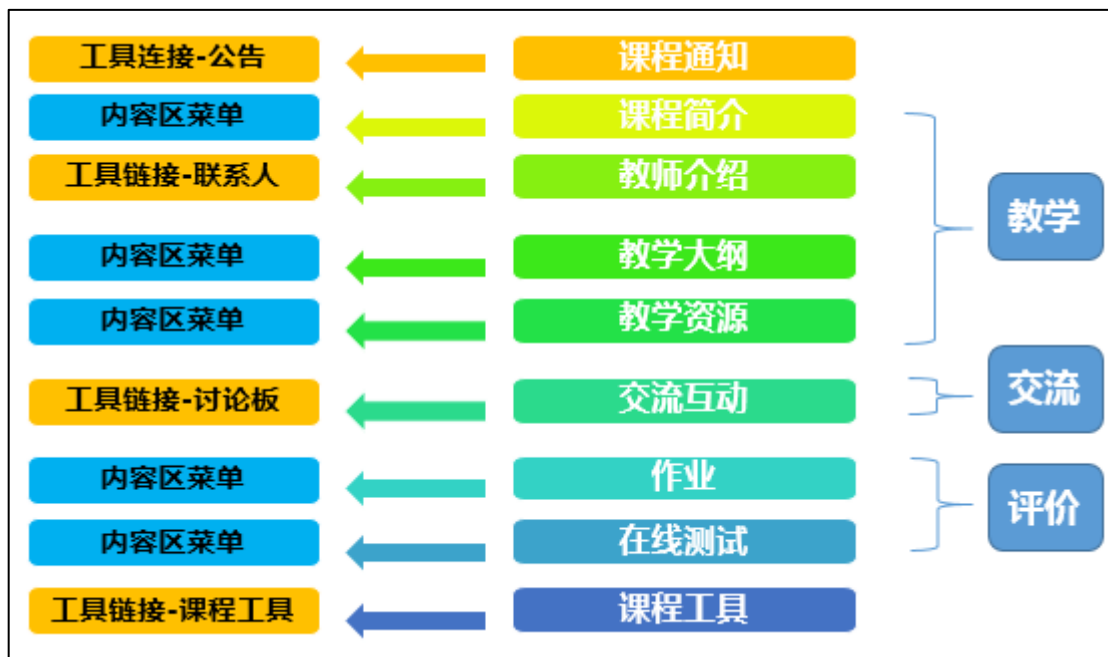 工具连接-公告
课程通知
内容区菜单
课程简介
工具链接-联系人
教师介绍
教学
内容区菜单
教学大纲
内容区菜单
教学资源
工具链接-讨论板
交流互动
交流
内容区菜单
作业
评价
内容区菜单
在线测试
工具链接-课程工具
课程工具